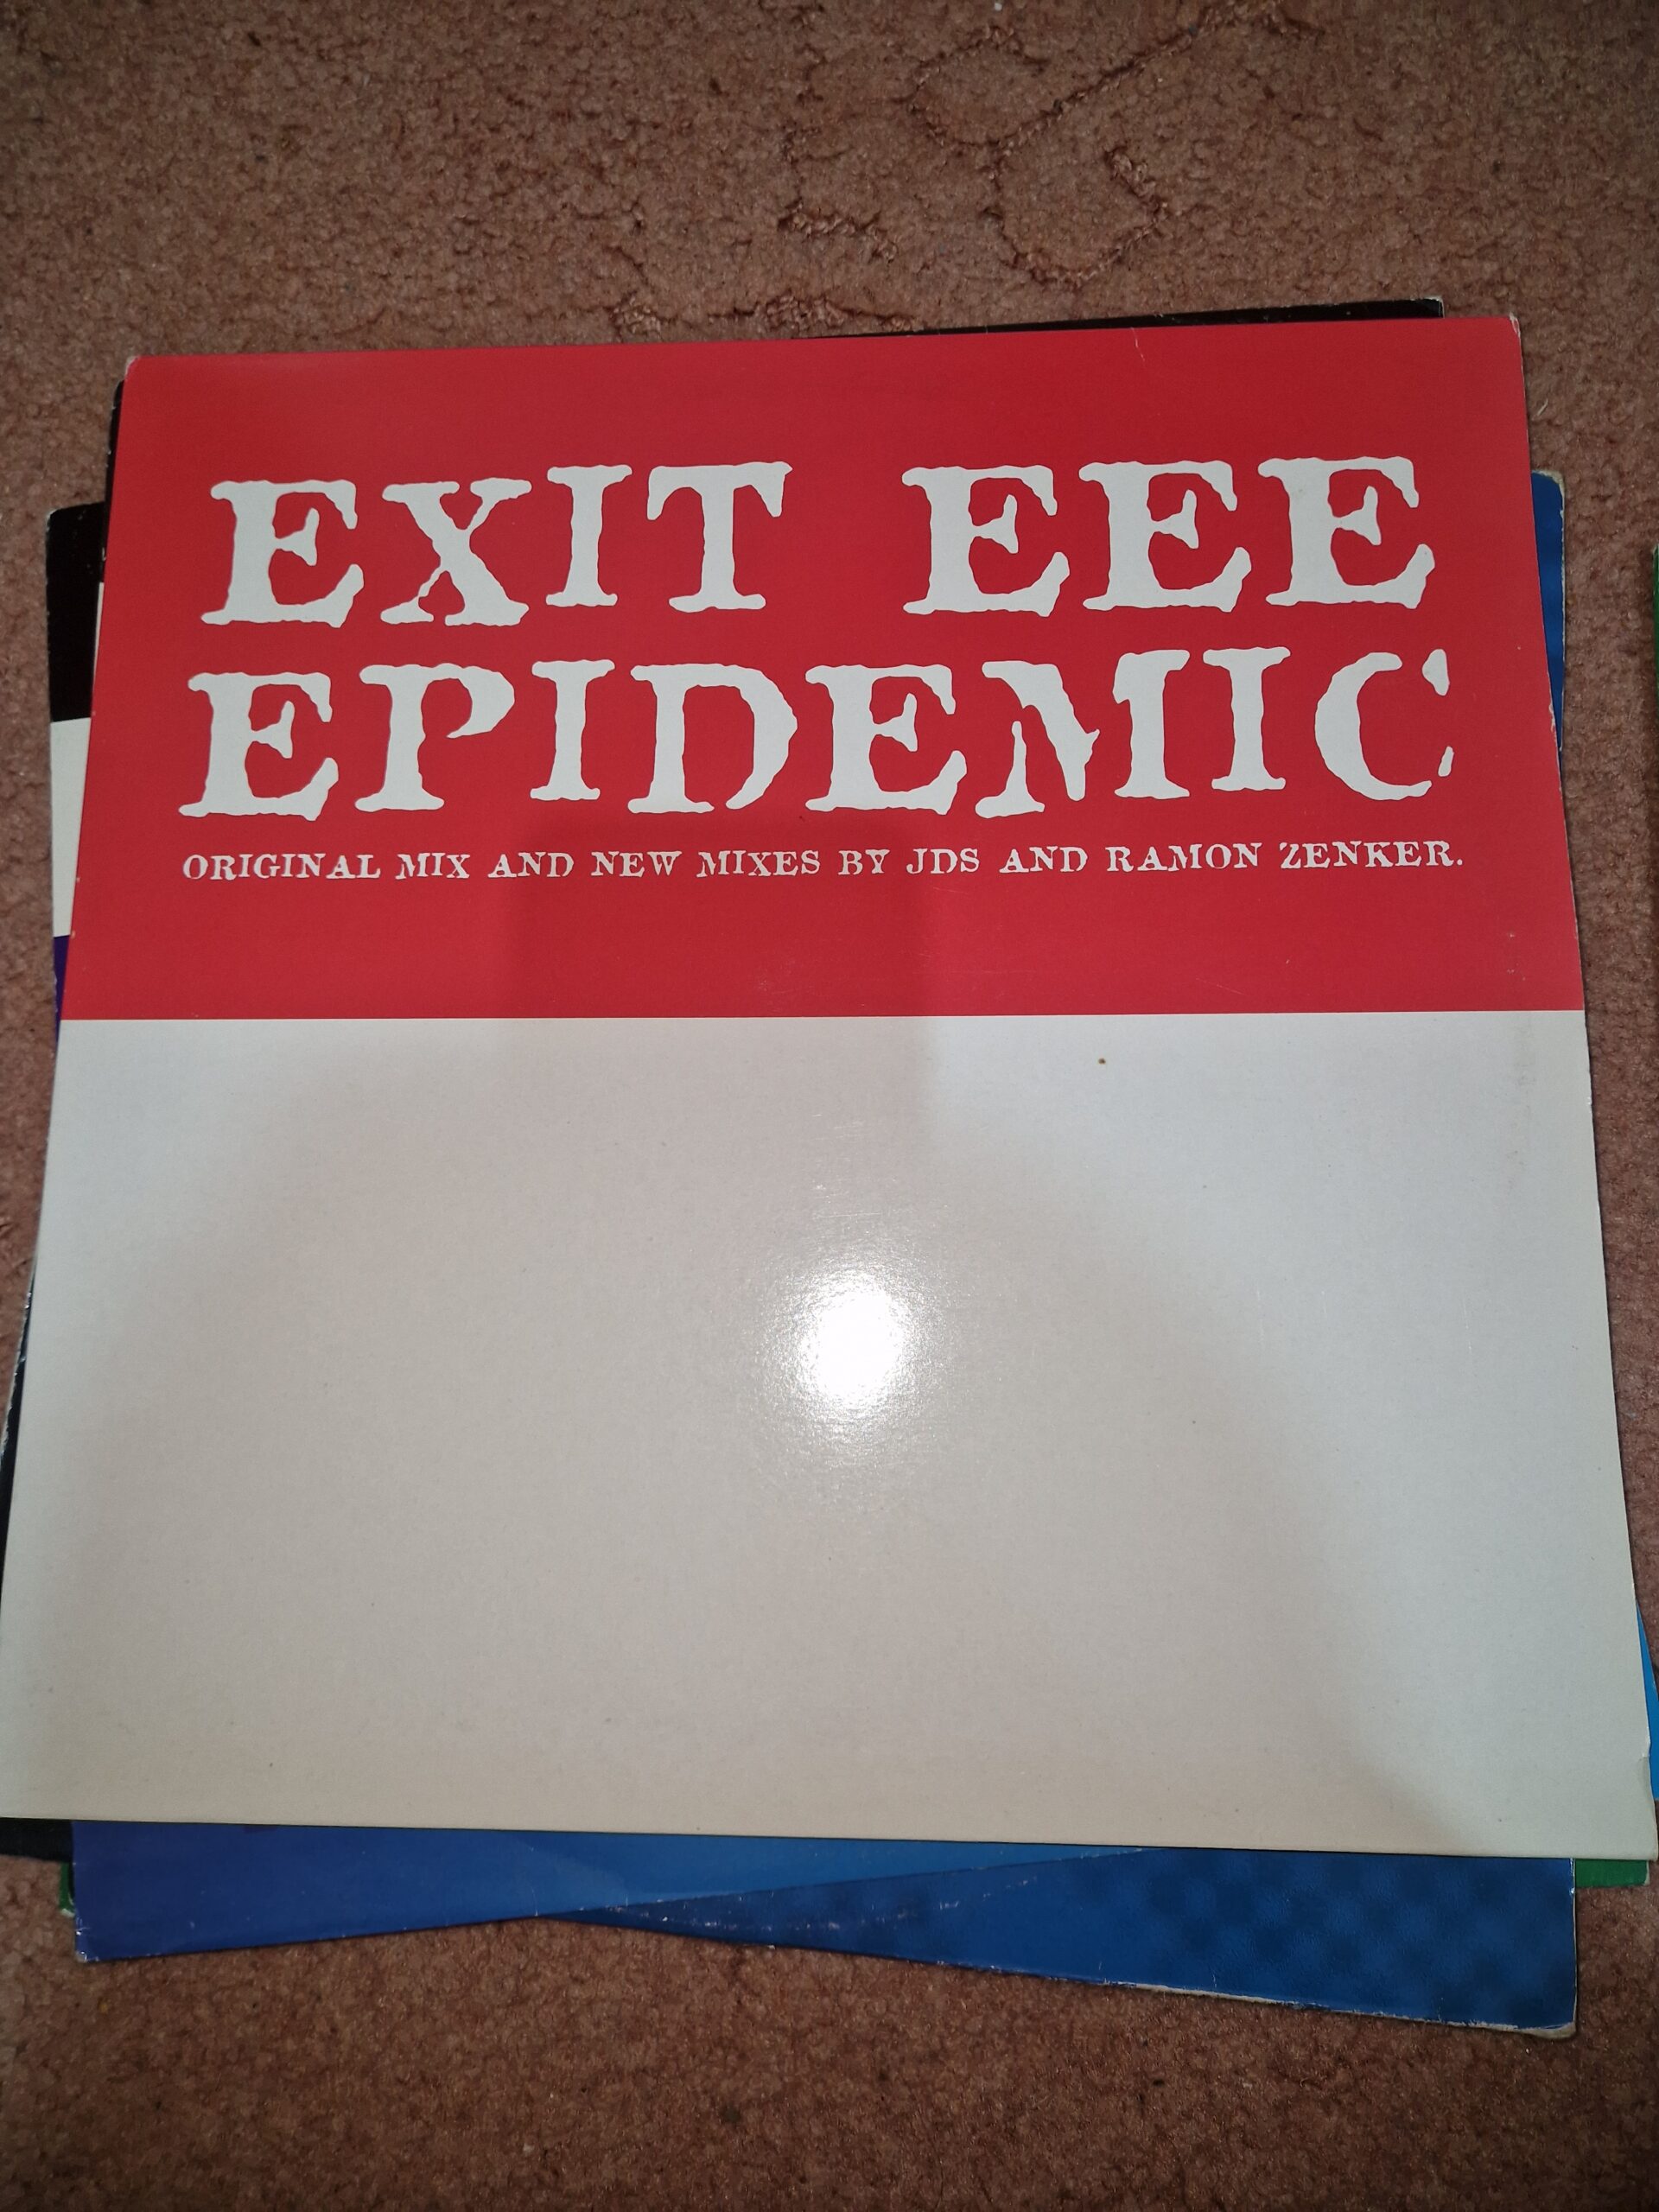 EXIT EEE
EPIDEMIC
ORIGINAL MIX AND NEW MIXES BY JDS AND RAMON ZENKER.